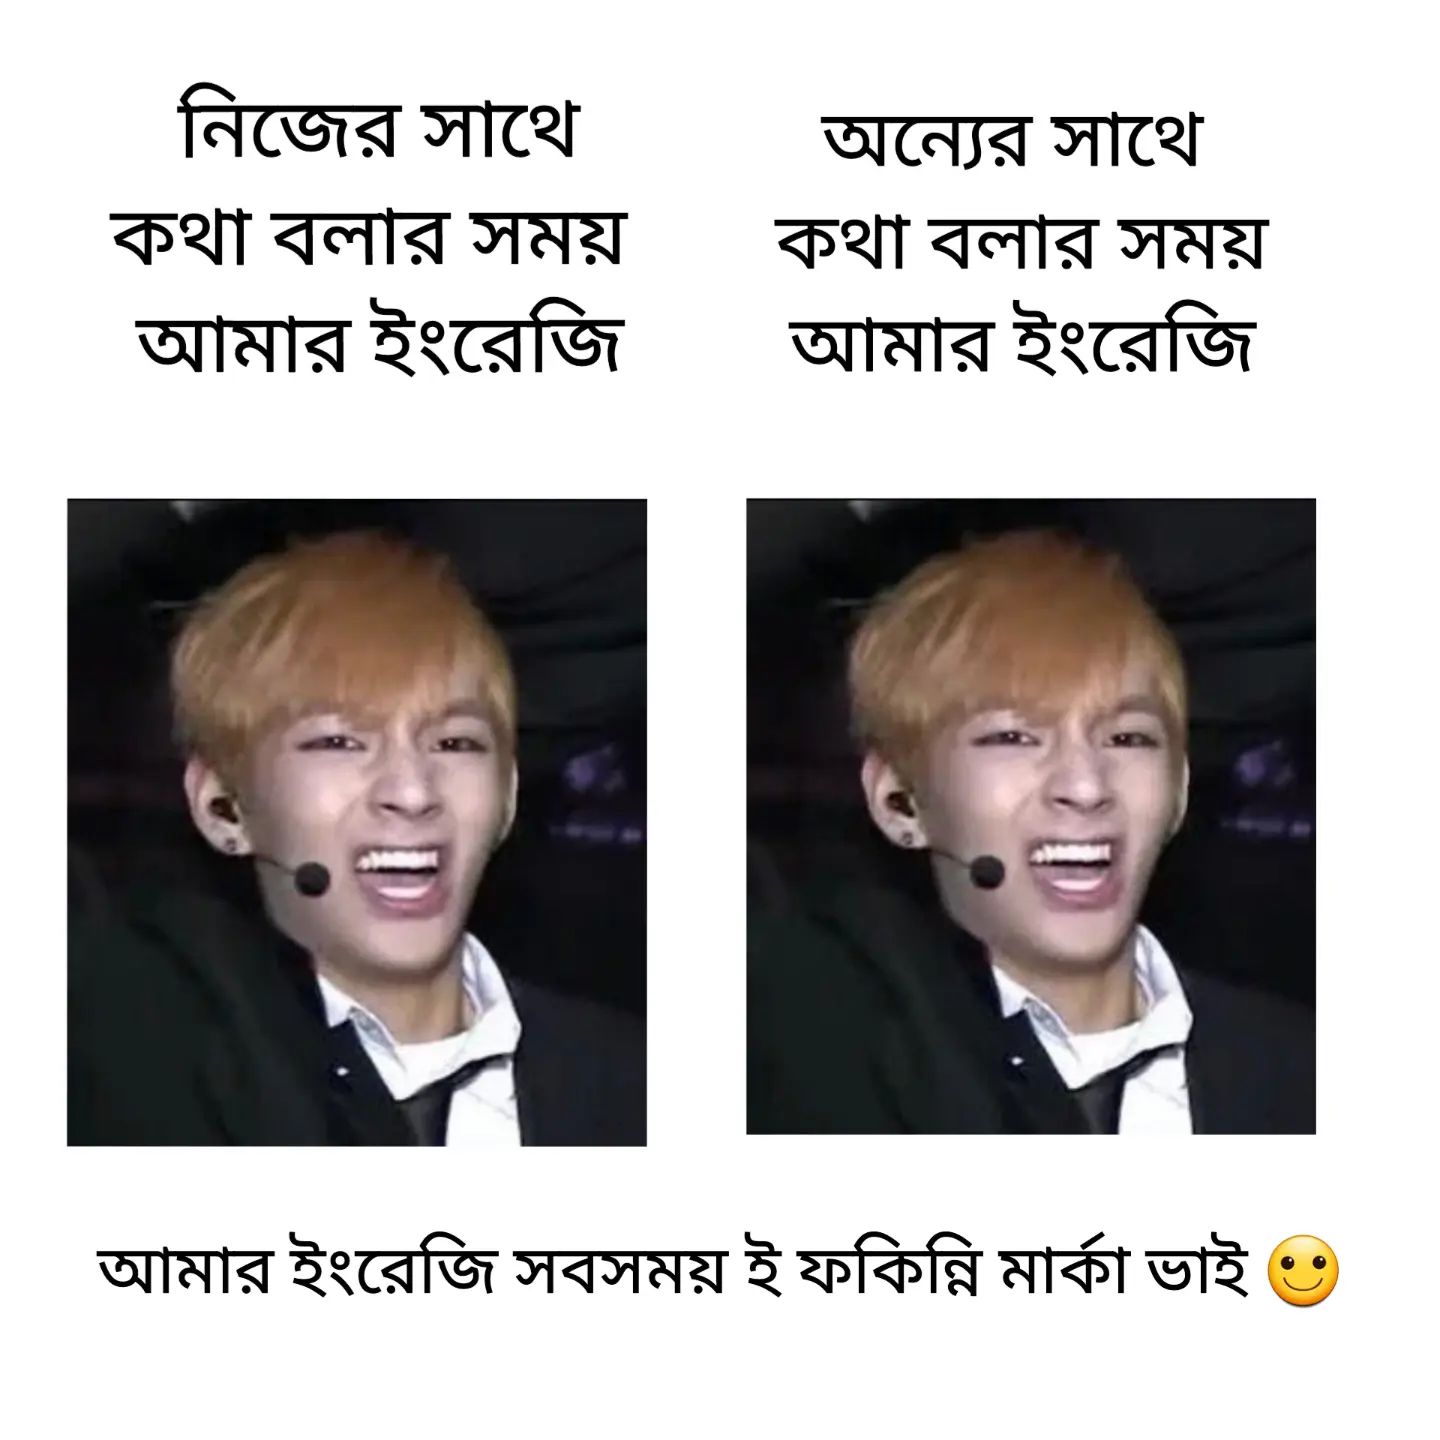 নিজের সাথে
কথা বলার সময়
আমার ইংরেজি
অন্যের সাথে
কথা বলার সময়
আমার ইংরেজি
আমার ইংরেজি সবসময় ই ফকিন্নি মার্কা ভাই 🙂